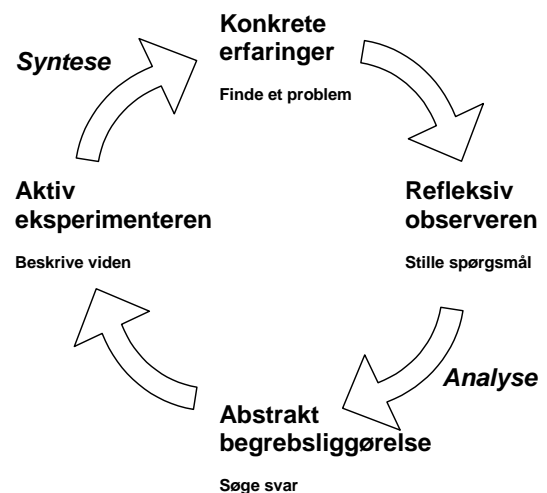 Konkrete
erfaringer
Finde et problem
Syntese
Refleksiv
observeren
Stille spørgsmål
Analyse
Abstrakt
begrebsliggørelse
Søge svar
Aktiv
eksperimenteren
Beskrive viden